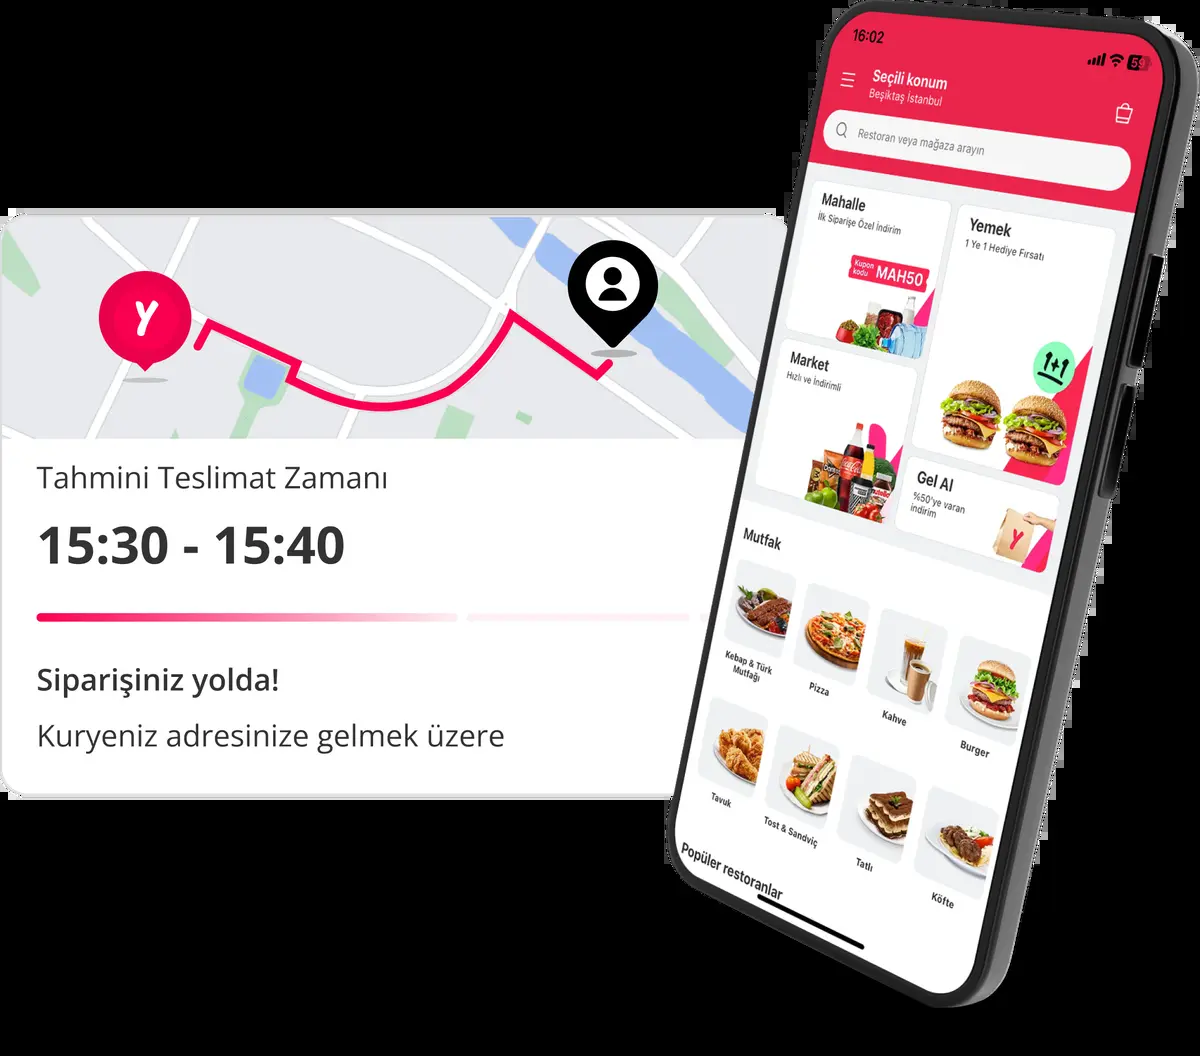 Tahmini Teslimat Zamanı
15:30 - 15:40
Siparişiniz yolda!
Kuryeniz adresinize gelmek üzere
16:02
59
Seçili konum
Beşiktaş İstanbul
Restoran veya mağaza arayın
Mahalle
İlk Siparişe Özel İndirim
Kupon
kodu
MAH50
Yemek
1 Ye 1 Hediye Fırsatı
1+1
Market
Hızlı ve İndirimli
Gel Al
%50'ye varan
indirim
Mutfak
Kebap & Türk
Mutfağı
Pizza
Kahve
Burger
Tavuk
Tost & Sandviç
Tatlı
Köfte
Popüler restoranlar